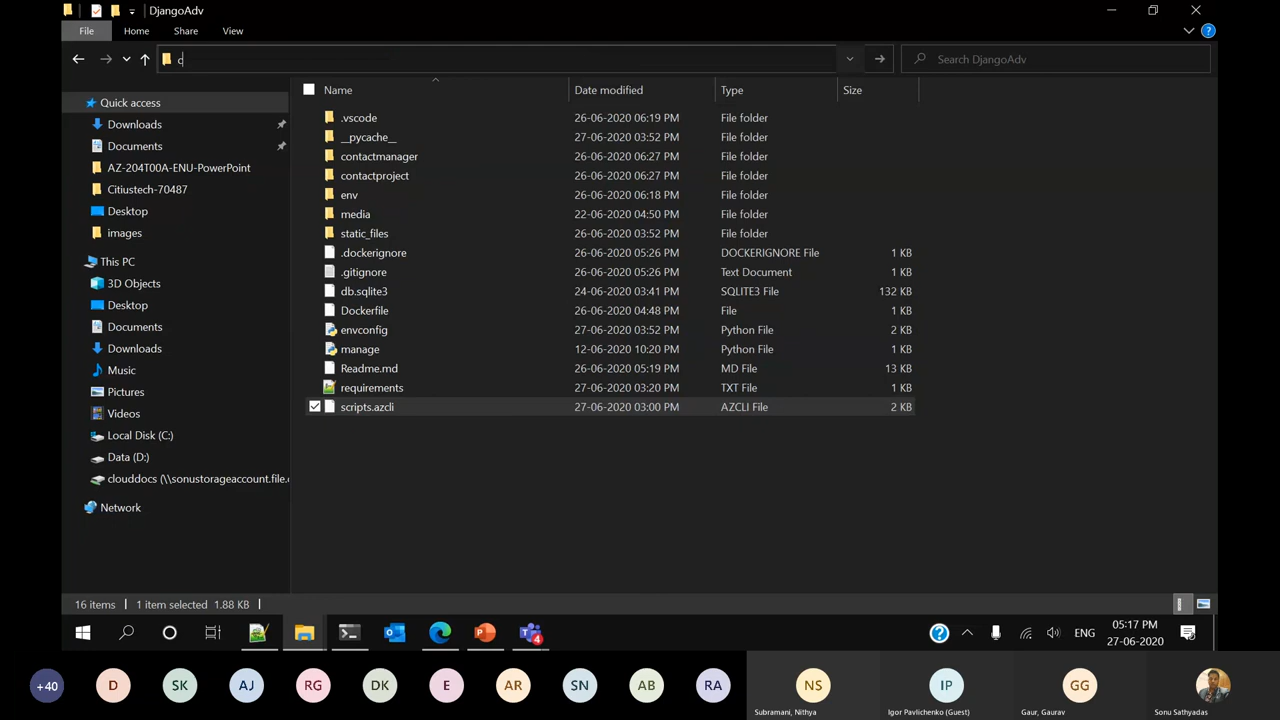 DjangoAdv
File Home Share View
c
Search DjangoAdv
Name Date modified Type Size
Quick access
Downloads
Documents
AZ-204T00A-ENU-PowerPoint
Citiustech-70487
Desktop
images
This PC
3D Objects
Desktop
Documents
Downloads
Music
Pictures
Videos
Local Disk (C:)
Data (D:)
clouddocs (\\sonustorageaccount.file.c
Network
.vscode 26-06-2020 06:19 PM File folder
__pycache__ 27-06-2020 03:52 PM File folder
contactmanager 26-06-2020 06:27 PM File folder
contactproject 26-06-2020 06:27 PM File folder
env 26-06-2020 06:18 PM File folder
media 22-06-2020 04:50 PM File folder
static_files 26-06-2020 03:52 PM File folder
.dockerignore 26-06-2020 05:26 PM DOCKERIGNORE File 1 KB
.gitignore 26-06-2020 05:26 PM Text Document 1 KB
db.sqlite3 24-06-2020 03:41 PM SQLITE3 File 132 KB
Dockerfile 26-06-2020 04:48 PM File 1 KB
envconfig 27-06-2020 03:52 PM Python File 2 KB
manage 12-06-2020 10:20 PM Python File 1 KB
Readme.md 26-06-2020 05:19 PM MD File 13 KB
requirements 27-06-2020 03:20 PM TXT File 1 KB
scripts.azcli 27-06-2020 03:00 PM AZCLI File 2 KB
16 items 1 item selected 1.88 KB
4
ENG
05:17 PM
27-06-2020
+40 D SK AJ RG DK E AR SN AB RA NS IP GG
Subramani, Nithya Igor Pavlichenko (Guest) Gaur, Gaurav Sonu Sathyadas